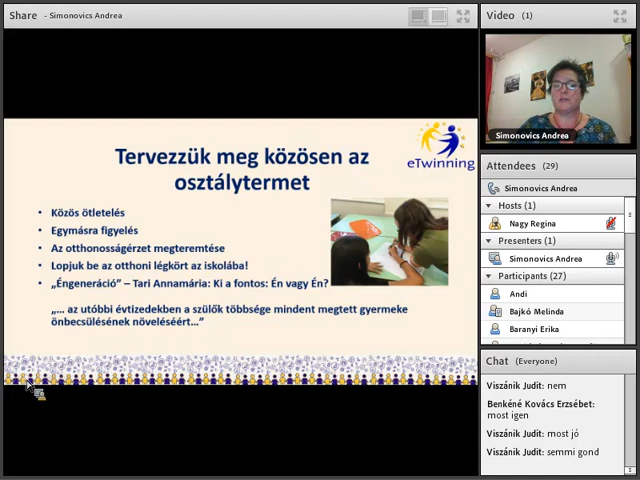 Share - Simonovics Andrea
Tervezzük meg közösen az
osztálytermet
eTwinning
• Közös ötletelés
• Egymásra figyelés
• Az otthonosságérzet megteremtése
• Lopjuk be az otthoni légkört az iskolába!
• „Éngeneráció” – Tari Annamária: Ki a fontos: Én vagy Én?
„… az utóbbi évtizedekben a szülők többsége mindent megtett gyermeke
önbecsülésének növeléséért…”
Video (1)
Simonovics Andrea
Attendees (29)
Simonovics Andrea
Hosts (1)
Nagy Regina
Presenters (1)
Simonovics Andrea
Participants (27)
Andi
Bajkó Melinda
Baranyi Erika
Chat (Everyone)
Viszánik Judit: nem
Benkéné Kovács Erzsébet:
most igen
Viszánik Judit: most jó
Viszánik Judit: semmi gond